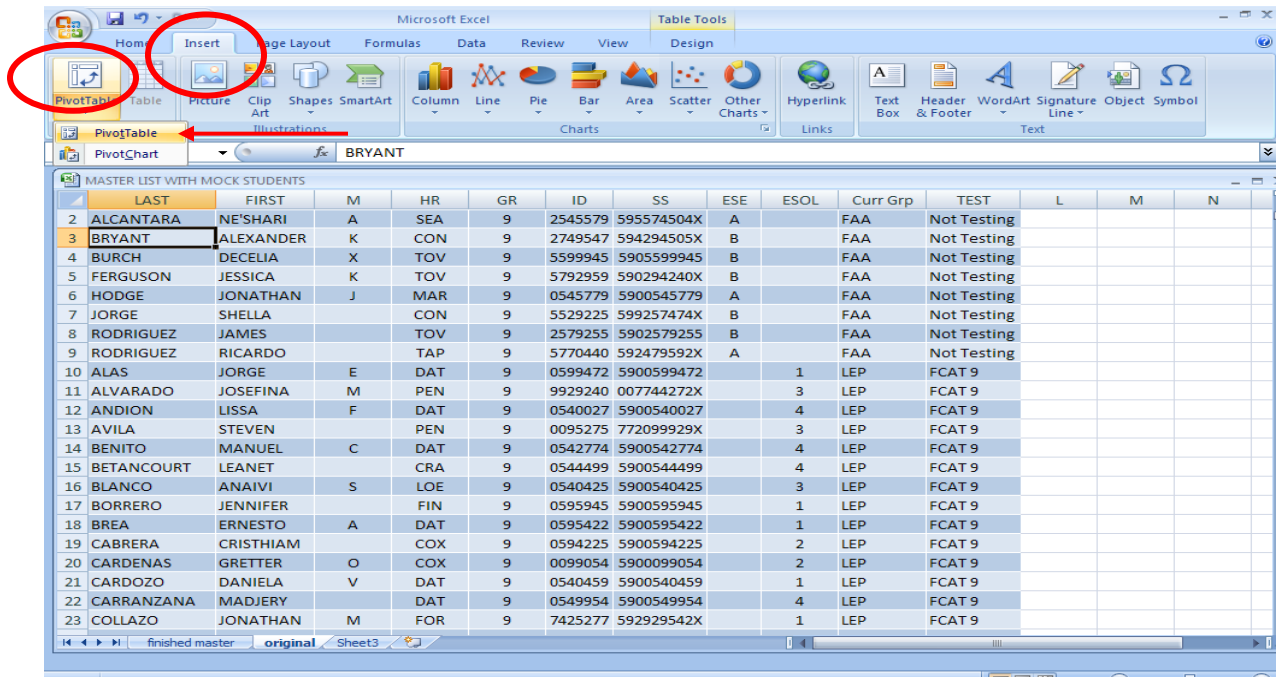 Microsoft Excel Table Tools
Home Insert Page Layout Formulas Data Review View Design
PivotTable Table Picture Clip Art Shapes SmartArt Column Line Pie Bar Area Scatter Other Charts Hyperlink Text Box Header & Footer WordArt Signature Line Object Symbol
Illustrations Charts Links Text
PivotTable
PivotChart
fx BRYANT
MASTER LIST WITH MOCK STUDENTS
LAST FIRST M HR GR ID SS ESE ESOL Curr Grp TEST L M N
2 ALCANTARA NE'SHARI A SEA 9 2545579 595574504X A FAA Not Testing
3 BRYANT ALEXANDER K CON 9 2749547 594294505X B FAA Not Testing
4 BURCH DECELIA X TOV 9 5599945 5905599945 B FAA Not Testing
5 FERGUSON JESSICA K TOV 9 5792959 590294240X B FAA Not Testing
6 HODGE JONATHAN J MAR 9 0545779 5900545779 A FAA Not Testing
7 JORGE SHELLA CON 9 5529225 599257474X B FAA Not Testing
8 RODRIGUEZ JAMES TOV 9 2579255 5902579255 B FAA Not Testing
9 RODRIGUEZ RICARDO TAP 9 5770440 592479592X A FAA Not Testing
10 ALAS JORGE E DAT 9 0599472 5900599472 1 LEP FCAT 9
11 ALVARADO JOSEFINA M PEN 9 9929240 007744272X 3 LEP FCAT 9
12 ANDION LISSA F DAT 9 0540027 5900540027 4 LEP FCAT 9
13 AVILA STEVEN PEN 9 0095275 772099929X 3 LEP FCAT 9
14 BENITO MANUEL C DAT 9 0542774 5900542774 4 LEP FCAT 9
15 BETANCOURT LEANET CRA 9 0544499 5900544499 4 LEP FCAT 9
16 BLANCO ANAIVI S LOE 9 0540425 5900540425 3 LEP FCAT 9
17 BORRERO JENNIFER FIN 9 0595945 5900595945 1 LEP FCAT 9
18 BREA ERNESTO A DAT 9 0595422 5900595422 1 LEP FCAT 9
19 CABRERA CRISTHIAM COX 9 0594225 5900594225 2 LEP FCAT 9
20 CARDENAS GRETTER O COX 9 0099054 5900099054 2 LEP FCAT 9
21 CARDOZO DANIELA V DAT 9 0540459 5900540459 1 LEP FCAT 9
22 CARRANZANA MADJERY DAT 9 0549954 5900549954 4 LEP FCAT 9
23 COLLAZO JONATHAN M FOR 9 7425277 592929542X 1 LEP FCAT 9
finished master original Sheet3